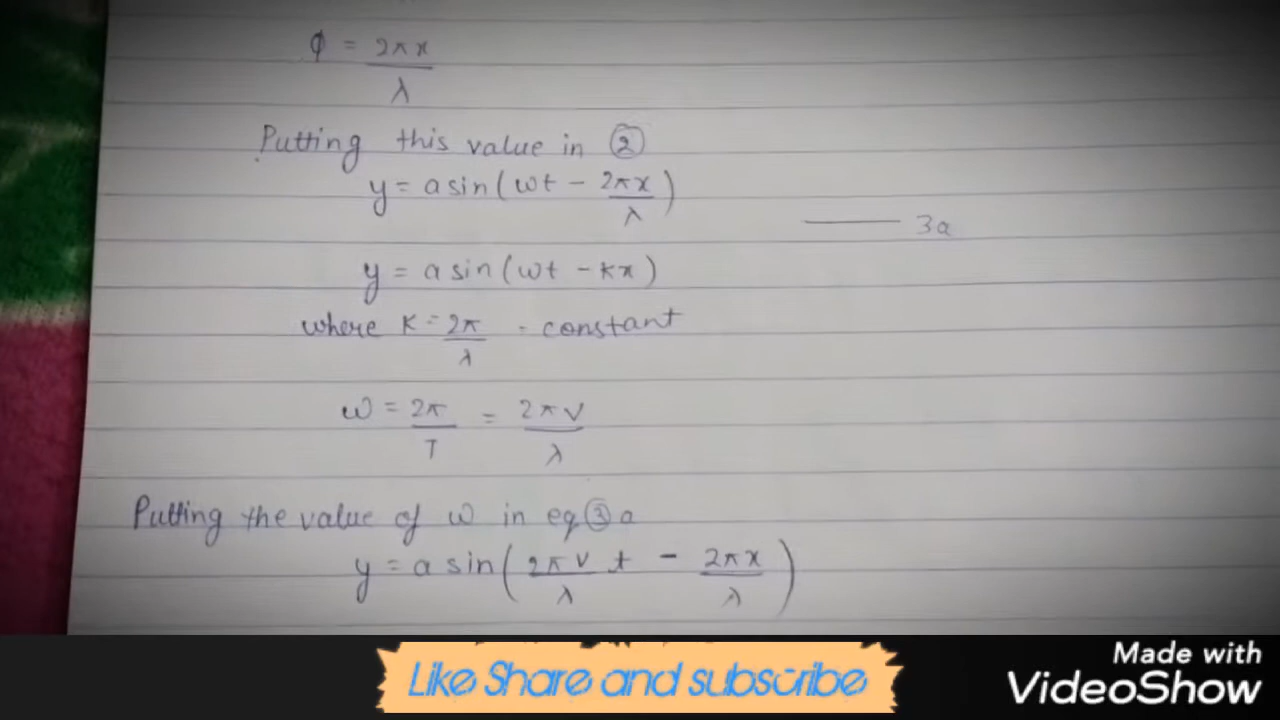 φ = 2πx/λ
Putting this value in ②
y = a sin(ωt - 2πx/λ)
3a
y = a sin(ωt - kx)
where K = 2π/λ = constant
ω = 2π/T = 2πv/λ
Putting the value of ω in eq ③ a
y = a sin(2πv/λ t - 2πx/λ)
Like Share and subscribe
Made with
VideoShow